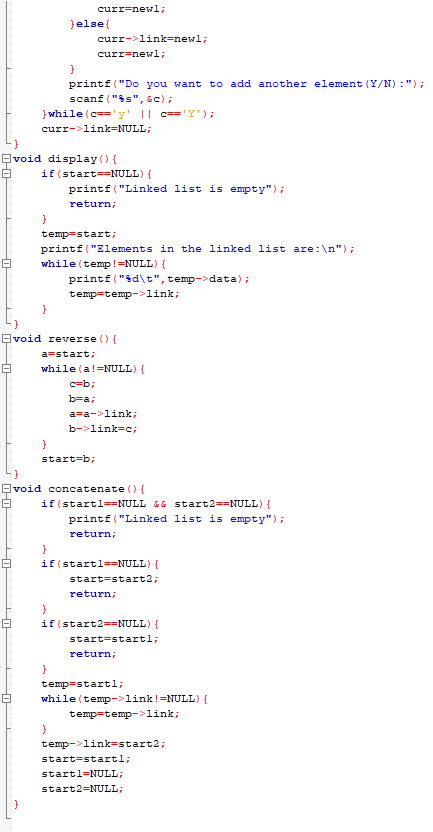 curr=new1;
        }else{
            curr->link=new1;
            curr=new1;
        }
        printf("Do you want to add another element(Y/N):");
        scanf("%s",&c);
    }while(c=='y' || c=='Y');
    curr->link=NULL;
}
void display(){
    if(start==NULL){
        printf("Linked list is empty");
        return;
    }
    temp=start;
    printf("Elements in the linked list are:\n");
    while(temp!=NULL){
        printf("%d\t",temp->data);
        temp=temp->link;
    }
}
void reverse(){
    a=start;
    while(a!=NULL){
        c=b;
        b=a;
        a=a->link;
        b->link=c;
    }
    start=b;
}
void concatenate(){
    if(start1==NULL && start2==NULL){
        printf("Linked list is empty");
        return;
    }
    if(start1==NULL){
        start=start2;
        return;
    }
    if(start2==NULL){
        start=start1;
        return;
    }
    temp=start1;
    while(temp->link!=NULL){
        temp=temp->link;
    }
    temp->link=start2;
    start=start1;
    start1=NULL;
    start2=NULL;
}